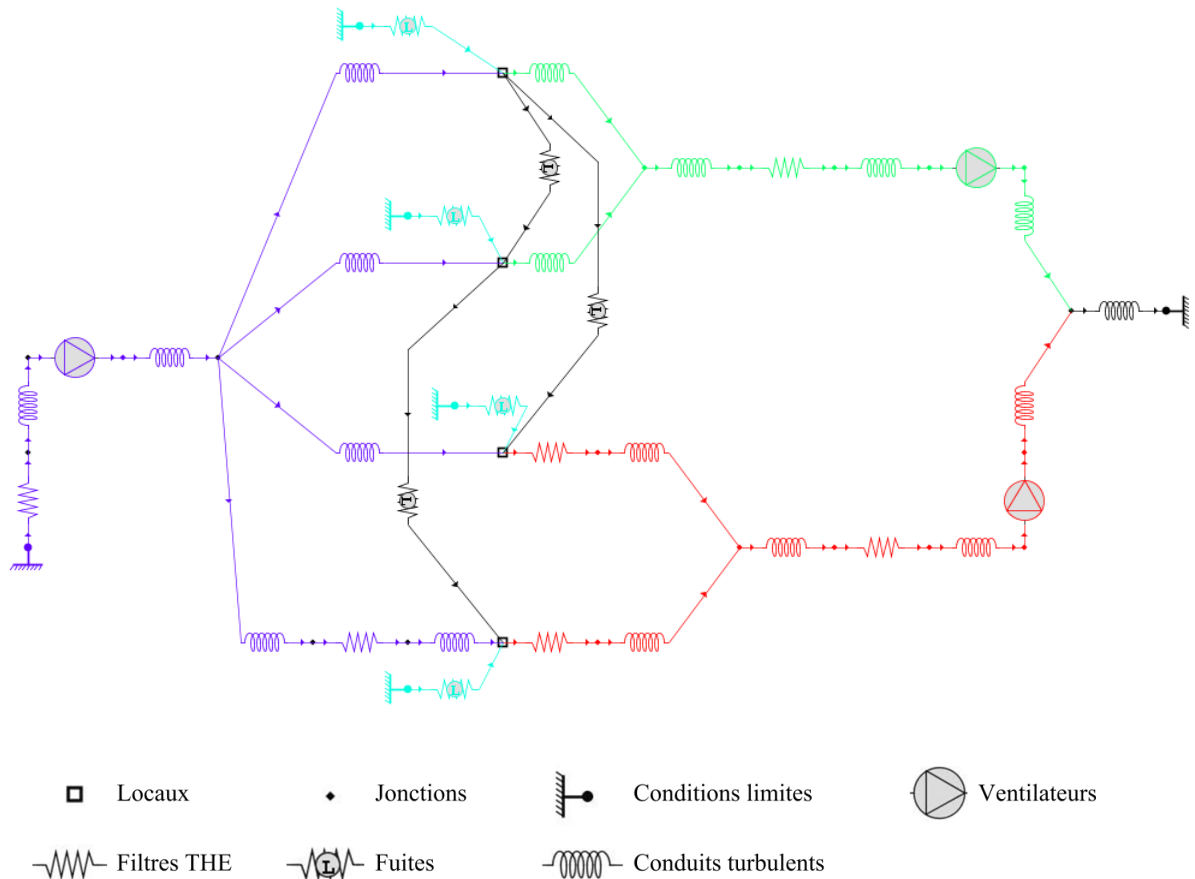 L
L
L
L
L
L
L
L
Locaux
Jonctions
Conditions limites
Ventilateurs
Filtres THE
L
Fuites
Conduits turbulents